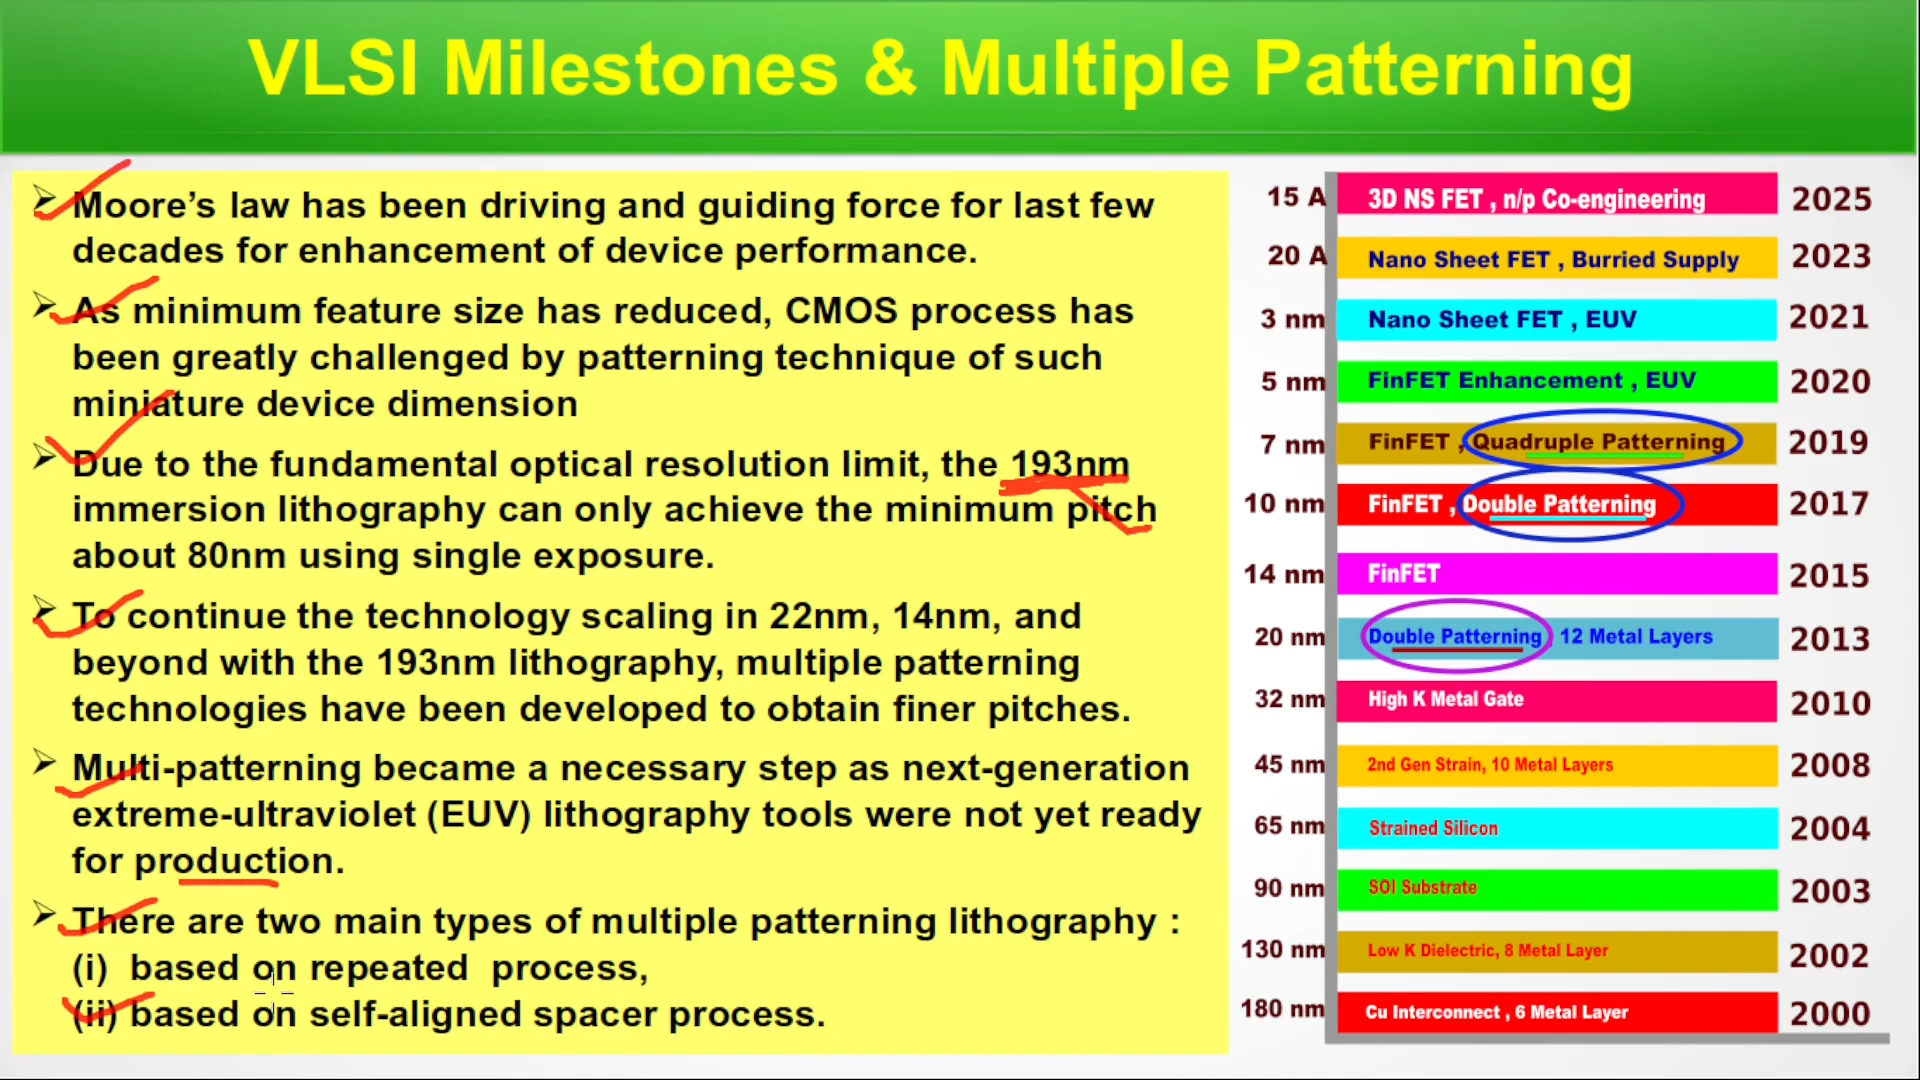 VLSI Milestones & Multiple Patterning
Moore’s law has been driving and guiding force for last few
decades for enhancement of device performance.
As minimum feature size has reduced, CMOS process has
been greatly challenged by patterning technique of such
miniature device dimension
Due to the fundamental optical resolution limit, the 193nm
immersion lithography can only achieve the minimum pitch
about 80nm using single exposure.
To continue the technology scaling in 22nm, 14nm, and
beyond with the 193nm lithography, multiple patterning
technologies have been developed to obtain finer pitches.
Multi-patterning became a necessary step as next-generation
extreme-ultraviolet (EUV) lithography tools were not yet ready
for production.
There are two main types of multiple patterning lithography :
(i) based on repeated process,
(ii) based on self-aligned spacer process.
15 A 3D NS FET , n/p Co-engineering 2025
20 A Nano Sheet FET , Burried Supply 2023
3 nm Nano Sheet FET , EUV 2021
5 nm FinFET Enhancement , EUV 2020
7 nm FinFET , Quadruple Patterning 2019
10 nm FinFET , Double Patterning 2017
14 nm FinFET 2015
20 nm Double Patterning 12 Metal Layers 2013
32 nm High K Metal Gate 2010
45 nm 2nd Gen Strain, 10 Metal Layers 2008
65 nm Strained Silicon 2004
90 nm SOI Substrate 2003
130 nm Low K Dielectric, 8 Metal Layer 2002
180 nm Cu Interconnect , 6 Metal Layer 2000